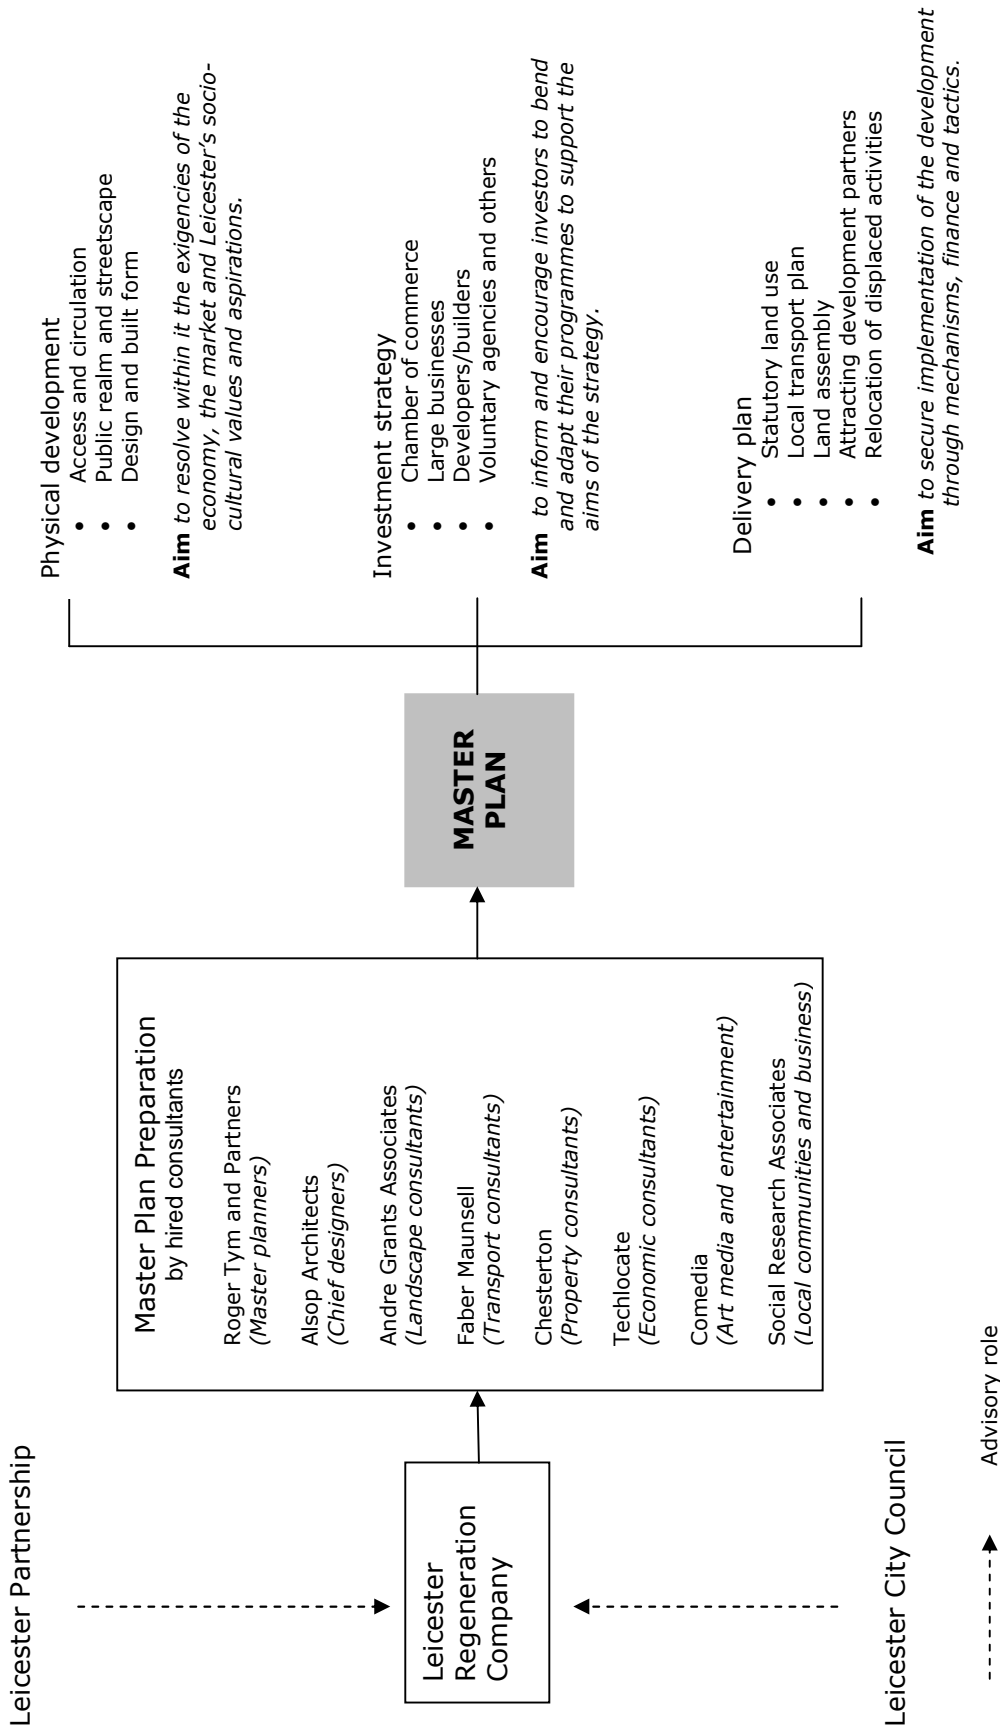 Leicester Partnership
Leicester
Regeneration
Company
Leicester City Council
Advisory role
Master Plan Preparation
by hired consultants
Roger Tym and Partners
(Master planners)
Alsop Architects
(Chief designers)
Andre Grants Associates
(Landscape consultants)
Faber Maunsell
(Transport consultants)
Chesterton
(Property consultants)
Techlocate
(Economic consultants)
Comedia
(Art media and entertainment)
Social Research Associates
(Local communities and business)
MASTER
PLAN
Physical development
• Access and circulation
• Public realm and streetscape
• Design and built form
Aim to resolve within it the exigencies of the
economy, the market and Leicester's socio-
cultural values and aspirations.
Investment strategy
• Chamber of commerce
• Large businesses
• Developers/builders
• Voluntary agencies and others
Aim to inform and encourage investors to bend
and adapt their programmes to support the
aims of the strategy.
Delivery plan
• Statutory land use
• Local transport plan
• Land assembly
• Attracting development partners
• Relocation of displaced activities
Aim to secure implementation of the development
through mechanisms, finance and tactics.